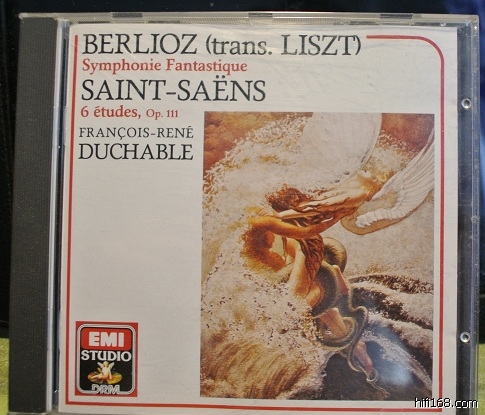 BERLIOZ (trans. LISZT)
Symphonie Fantastique
SAINT-SAËNS
6 études, Op. 111
FRANÇOIS-RENÉ
DUCHABLE
EMI
STUDIO
DRM
hifi168.com